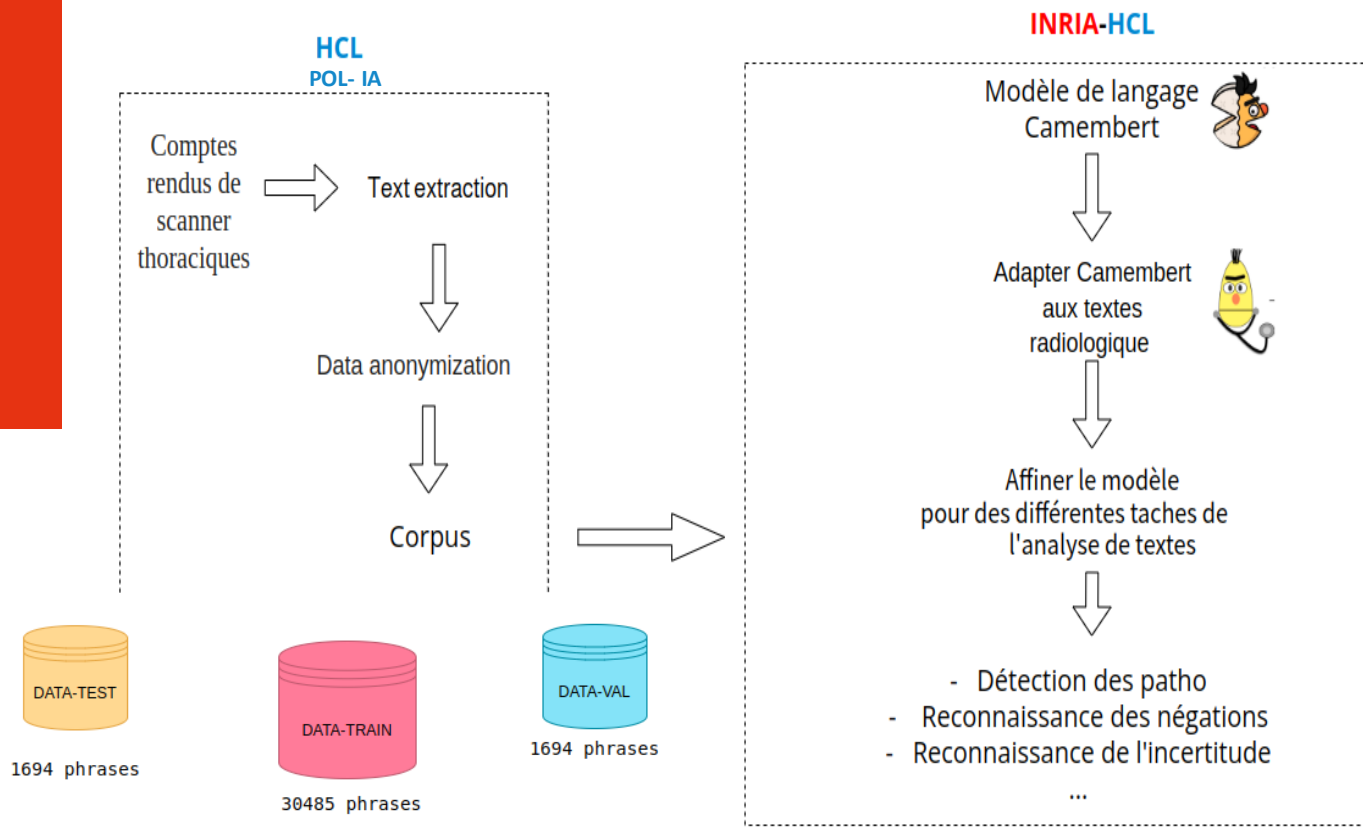 HCL
POL- IA
Comptes
rendus de
scanner
thoraciques
Text extraction
Data anonymization
Corpus
DATA-TEST
1694 phrases
DATA-TRAIN
30485 phrases
DATA-VAL
1694 phrases
INRIA-HCL
Modèle de langage
Camembert
Adapter Camembert
aux textes
radiologique
Affiner le modèle
pour des différentes taches de
l'analyse de textes
- Détection des patho
- Reconnaissance des négations
- Reconnaissance de l'incertitude
...